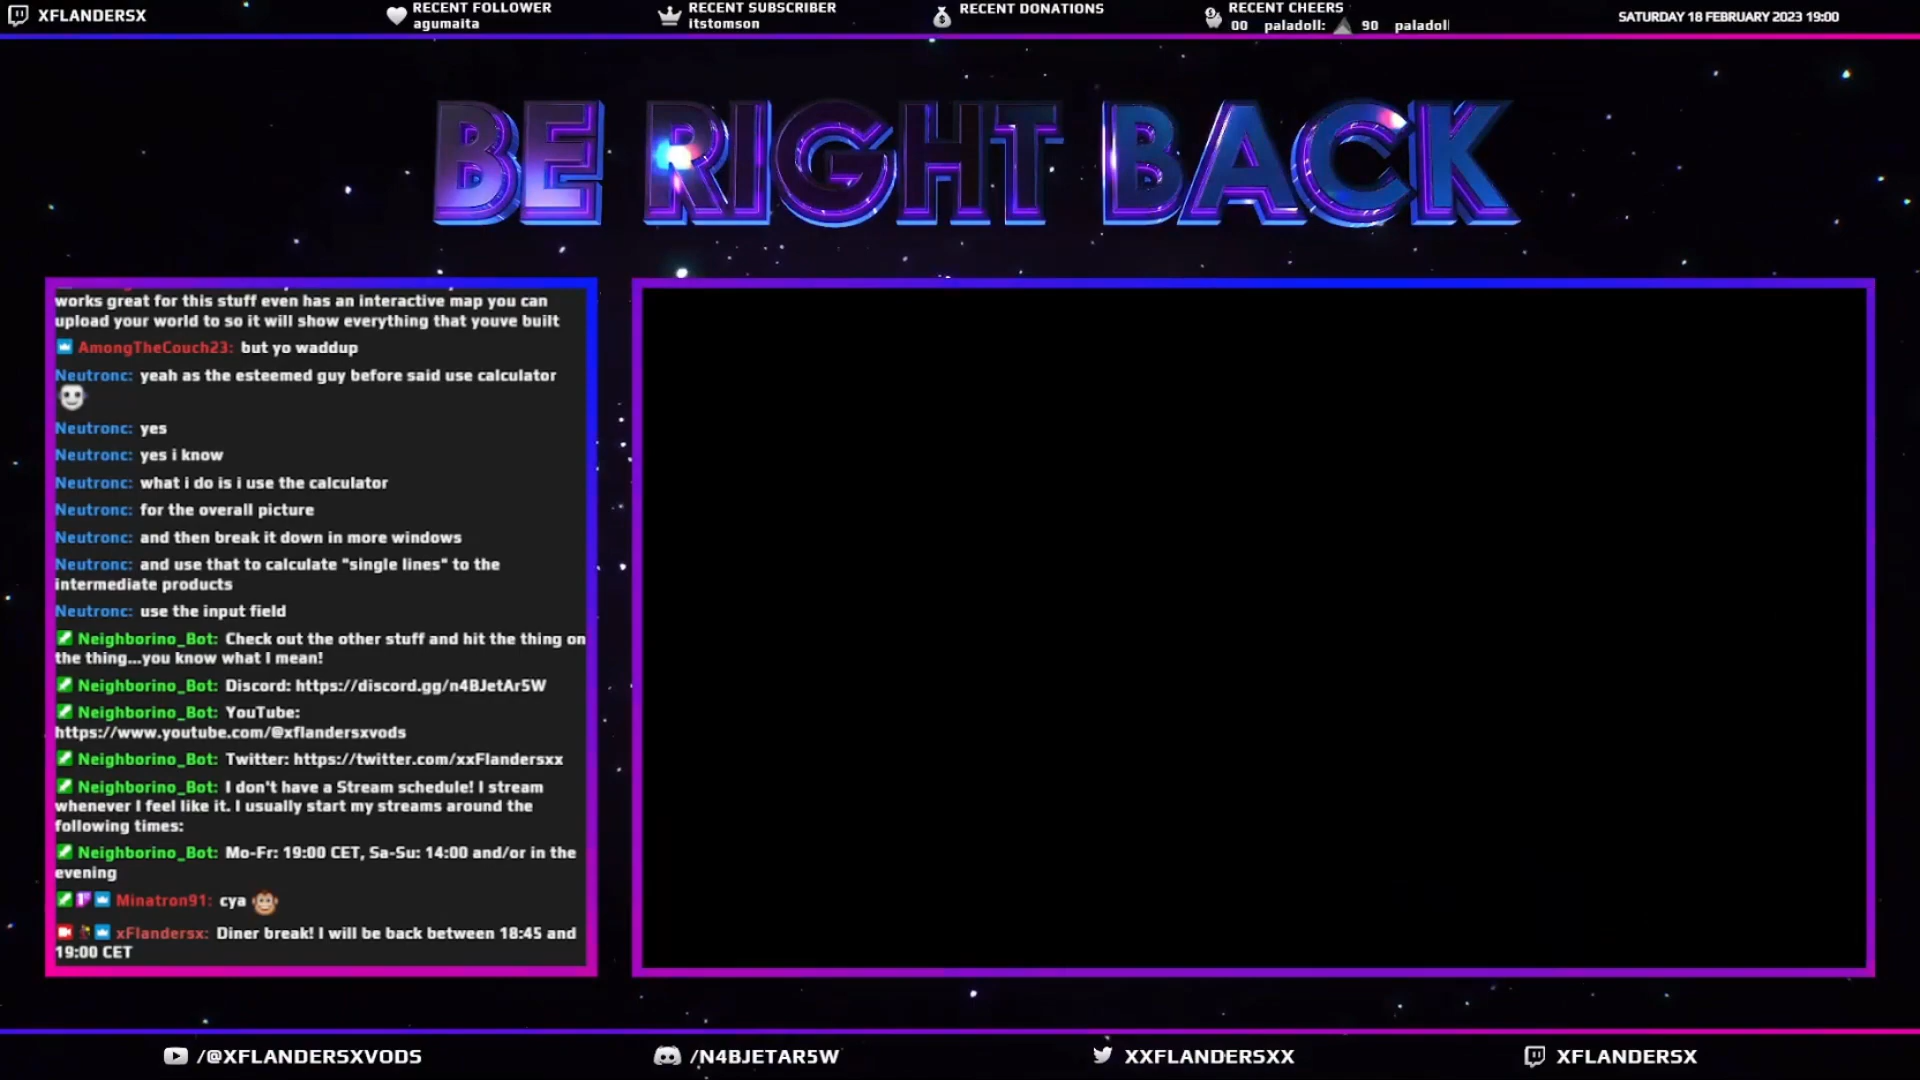 XFLANDERSX
RECENT FOLLOWER
agumaita
RECENT SUBSCRIBER
itstomson
RECENT DONATIONS
RECENT CHEERS
00 paladoll: 90 paladoll
SATURDAY 18 FEBRUARY 2023 19:00
BE RIGHT BACK
works great for this stuff even has an interactive map you can
upload your world to so it will show everything that youve built
AmongTheCouch23: but yo waddup
Neutronc: yeah as the esteemed guy before said use calculator
Neutronc: yes
Neutronc: yes i know
Neutronc: what i do is i use the calculator
Neutronc: for the overall picture
Neutronc: and then break it down in more windows
Neutronc: and use that to calculate "single lines" to the
intermediate products
Neutronc: use the input field
Neighborino_Bot: Check out the other stuff and hit the thing on
the thing...you know what I mean!
Neighborino_Bot: Discord: https://discord.gg/n4BJetAr5W
Neighborino_Bot: YouTube:
https://www.youtube.com/@xflandersxvods
Neighborino_Bot: Twitter: https://twitter.com/xxFlandersxx
Neighborino_Bot: I don't have a Stream schedule! I stream
whenever I feel like it. I usually start my streams around the
following times:
Neighborino_Bot: Mo-Fr: 19:00 CET, Sa-Su: 14:00 and/or in the
evening
Minatron91: cya
xFlandersx: Diner break! I will be back between 18:45 and
19:00 CET
/@XFLANDERSXVODS
/N4BJETAR5W
XXFLANDERSXX
XFLANDERSX